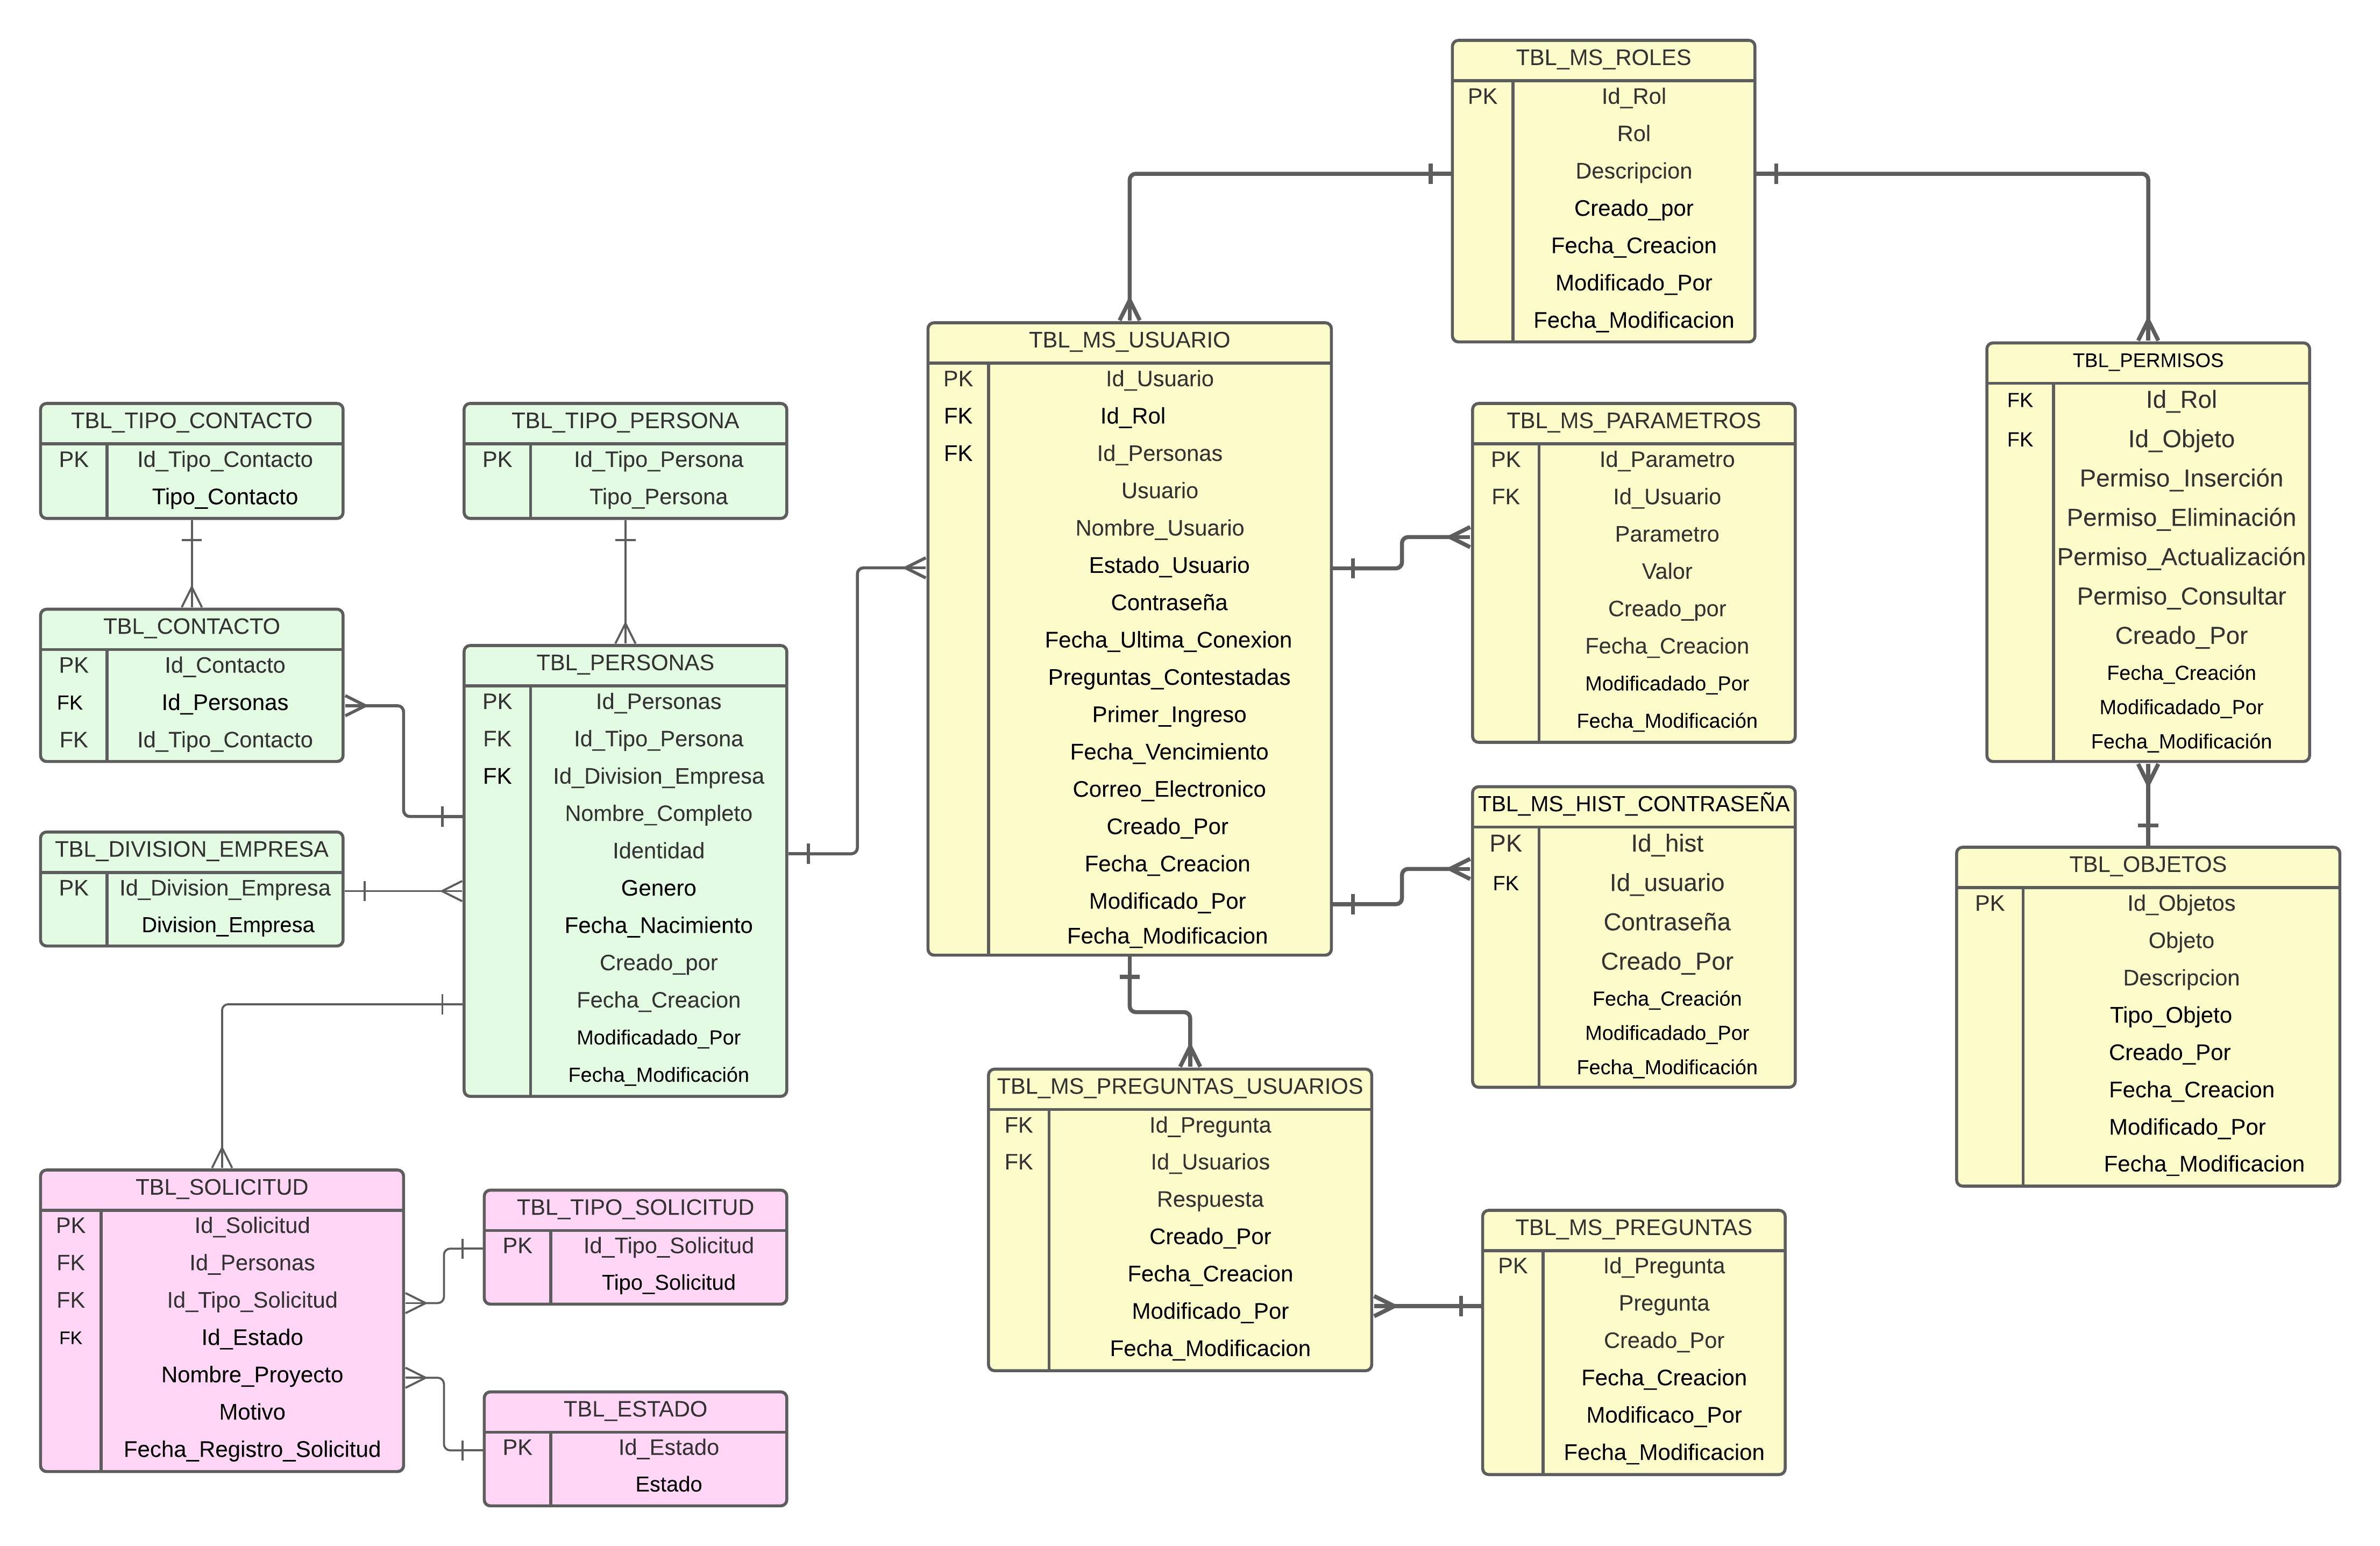 TBL_MS_ROLES
PK Id_Rol
Rol
Descripcion
Creado_por
Fecha_Creacion
Modificado_Por
Fecha_Modificacion
TBL_MS_USUARIO
PK Id_Usuario
FK Id_Rol
FK Id_Personas
Usuario
Nombre_Usuario
Estado_Usuario
Contraseña
Fecha_Ultima_Conexion
Preguntas_Contestadas
Primer_Ingreso
Fecha_Vencimiento
Correo_Electronico
Creado_Por
Fecha_Creacion
Modificado_Por
Fecha_Modificacion
TBL_PERMISOS
FK Id_Rol
FK Id_Objeto
Permiso_Inserción
Permiso_Eliminación
Permiso_Actualización
Permiso_Consultar
Creado_Por
Fecha_Creación
Modificadado_Por
Fecha_Modificación
TBL_TIPO_CONTACTO
PK Id_Tipo_Contacto
Tipo_Contacto
TBL_TIPO_PERSONA
PK Id_Tipo_Persona
Tipo_Persona
TBL_MS_PARAMETROS
PK Id_Parametro
FK Id_Usuario
Parametro
Valor
Creado_por
Fecha_Creacion
Modificadado_Por
Fecha_Modificación
TBL_CONTACTO
PK Id_Contacto
FK Id_Personas
FK Id_Tipo_Contacto
TBL_PERSONAS
PK Id_Personas
FK Id_Tipo_Persona
FK Id_Division_Empresa
Nombre_Completo
Identidad
Genero
Fecha_Nacimiento
Creado_por
Fecha_Creacion
Modificadado_Por
Fecha_Modificación
TBL_DIVISION_EMPRESA
PK Id_Division_Empresa
Division_Empresa
TBL_MS_HIST_CONTRASEÑA
PK Id_hist
FK Id_usuario
Contraseña
Creado_Por
Fecha_Creación
Modificadado_Por
Fecha_Modificación
TBL_OBJETOS
PK Id_Objetos
Objeto
Descripcion
Tipo_Objeto
Creado_Por
Fecha_Creacion
Modificado_Por
Fecha_Modificacion
TBL_MS_PREGUNTAS_USUARIOS
FK Id_Pregunta
FK Id_Usuarios
Respuesta
Creado_Por
Fecha_Creacion
Modificado_Por
Fecha_Modificacion
TBL_SOLICITUD
PK Id_Solicitud
FK Id_Personas
FK Id_Tipo_Solicitud
FK Id_Estado
Nombre_Proyecto
Motivo
Fecha_Registro_Solicitud
TBL_TIPO_SOLICITUD
PK Id_Tipo_Solicitud
Tipo_Solicitud
TBL_MS_PREGUNTAS
PK Id_Pregunta
Pregunta
Creado_Por
Fecha_Creacion
Modificaco_Por
Fecha_Modificacion
TBL_ESTADO
PK Id_Estado
Estado